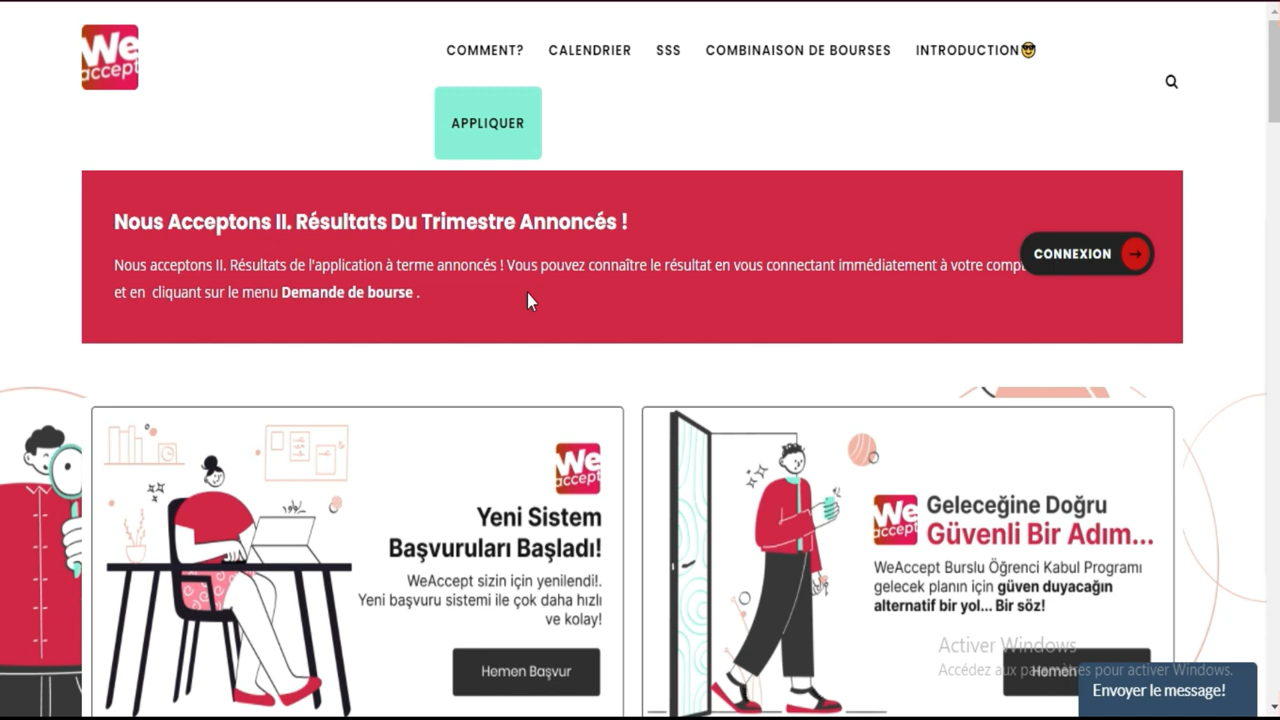 We
accept
COMMENT? CALENDRIER SSS COMBINAISON DE BOURSES INTRODUCTION😎
APPLIQUER
Nous Acceptons II. Résultats Du Trimestre Annoncés !
Nous acceptons II. Résultats de l'application à terme annoncés ! Vous pouvez connaître le résultat en vous connectant immédiatement à votre
et en cliquant sur le menu Demande de bourse .
CONNEXION →
We
accept
Yeni Sistem
Başvuruları Başladı!
WeAccept sizin için yenilendi!.
Yeni başvuru sistemi ile çok daha hızlı
ve kolay!
Hemen Başvur
We
accept
Geleceğine Doğru
Güvenli Bir Adım...
WeAccept Burslu Öğrenci Kabul Programı
gelecek planın için güven duyacağın
alternatif bir yol... Bir söz!
Hemen
Activer Windows
Accédez aux paramètres pour activer Windows.
Envoyer le message!